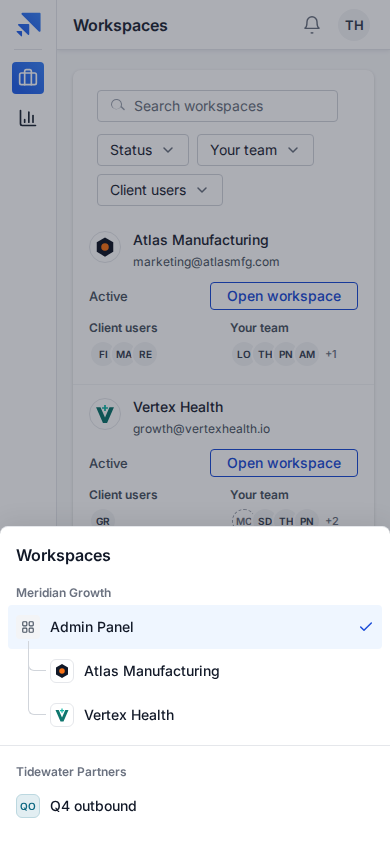 Workspaces
TH
Search workspaces
Status
Your team
Client users
Atlas Manufacturing
marketing@atlasmfg.com
Active
Open workspace
Client users
Your team
FI MA RE
LO TH PN AM +1
Vertex Health
growth@vertexhealth.io
Active
Open workspace
Client users
Your team
GR
MC SD TH PN +2
Workspaces
Meridian Growth
Admin Panel
Atlas Manufacturing
Vertex Health
Tidewater Partners
QO
Q4 outbound